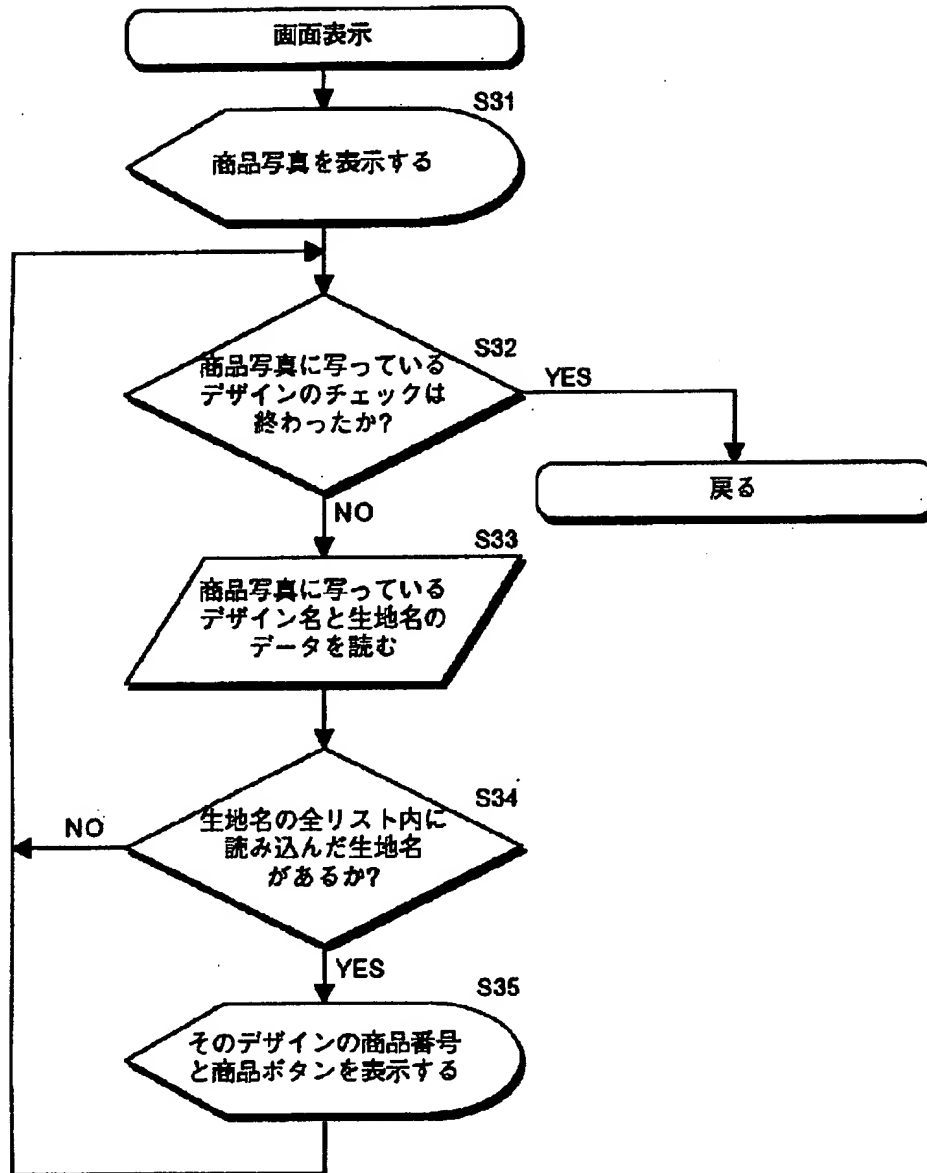 画面表示
S31
商品写真を表示する
S32
商品写真に写っている
デザインのチェックは
終わったか?
YES
戻る
NO
S33
商品写真に写っている
デザイン名と生地名の
データを読む
S34
生地名の全リスト内に
読み込んだ生地名
があるか?
NO
YES
S35
そのデザインの商品番号
と商品ボタンを表示する